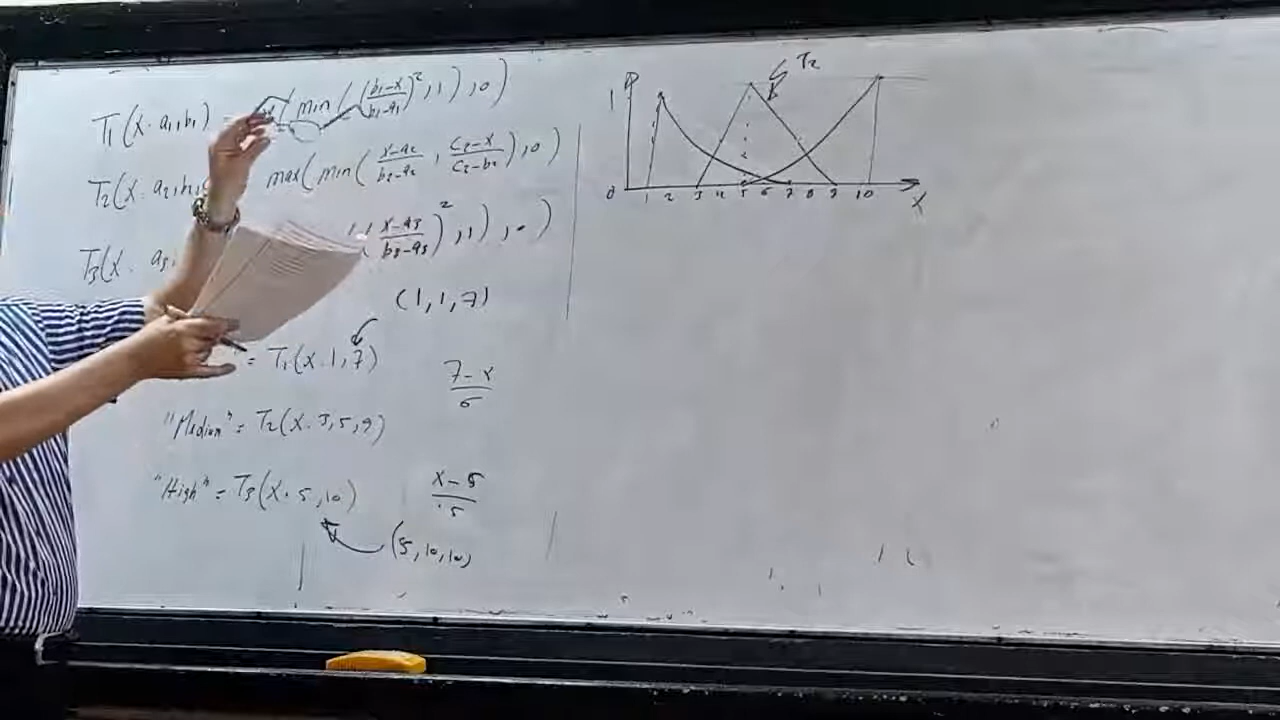 T₁(x. a₁,b₁) = min((b₁-x / b₁-a₁)², 1), 0)
T₂(x. a₂,b₂ max(min(x-a₂ / b₂-a₂, c₂-x / c₂-b₂), 0)
T₃(x. a₃, ((x-a₃ / b₃-a₃)², 1), 0)
(1,1,7)
= T₁(x. 1,7)
7-x / 6
"Median" = T₂(x. 3,5,9)
"High" = T₃(x. 5,10)
x-5 / 5
(5,10,10)
T₂
1
0 1 2 3 4 5 6 7 8 9 10
x